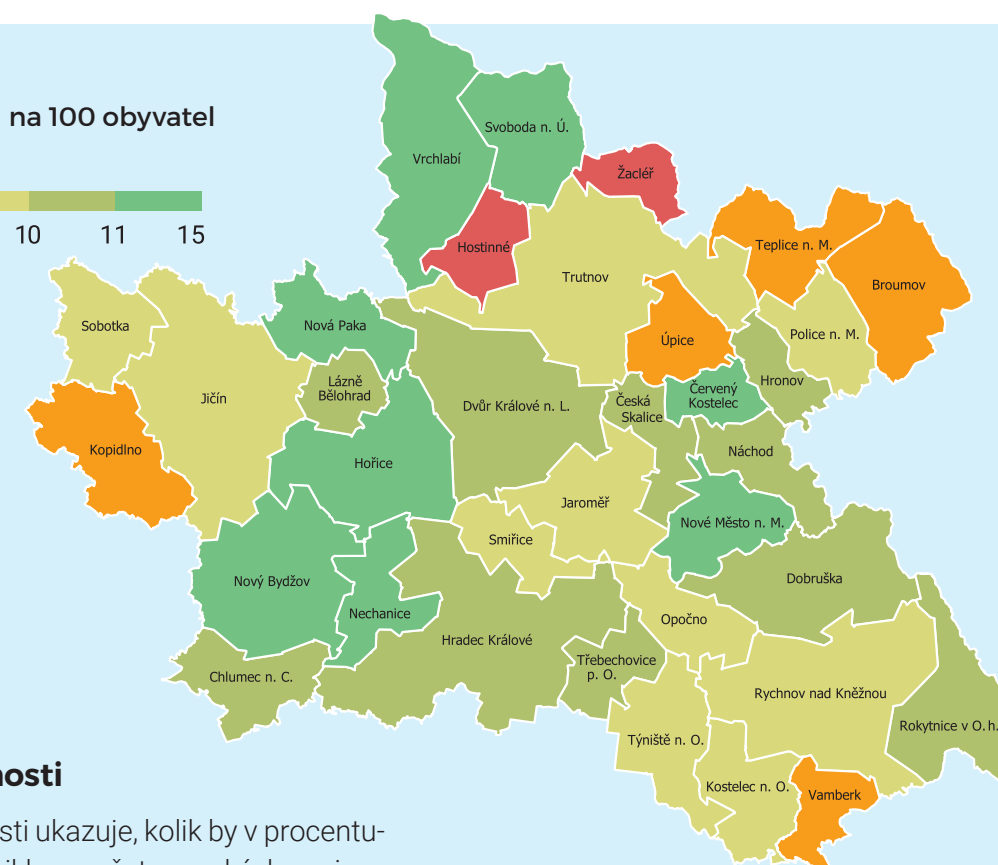 na 100 obyvatel
10 11 15
Svoboda n. Ú.
Vrchlabí
Žacléř
Hostinné
Teplice n. M.
Trutnov
Broumov
Sobotka
Nová Paka
Police n. M.
Úpice
Lázně
Bělohrad
Hronov
Červený
Kostelec
Jičín
Dvůr Králové n. L.
Česká
Skalice
Kopidlno
Hořice
Náchod
Jaroměř
Nové Město n. M.
Smiřice
Nový Bydžov
Dobruška
Nechanice
Opočno
Hradec Králové
Třebechovice
p. O.
Chlumec n. C.
Rychnov nad Kněžnou
Rokytnice v O. h.
Týniště n. O.
Kostelec n. O.
Vamberk
nosti
sti ukazuje, kolik by v procentu-